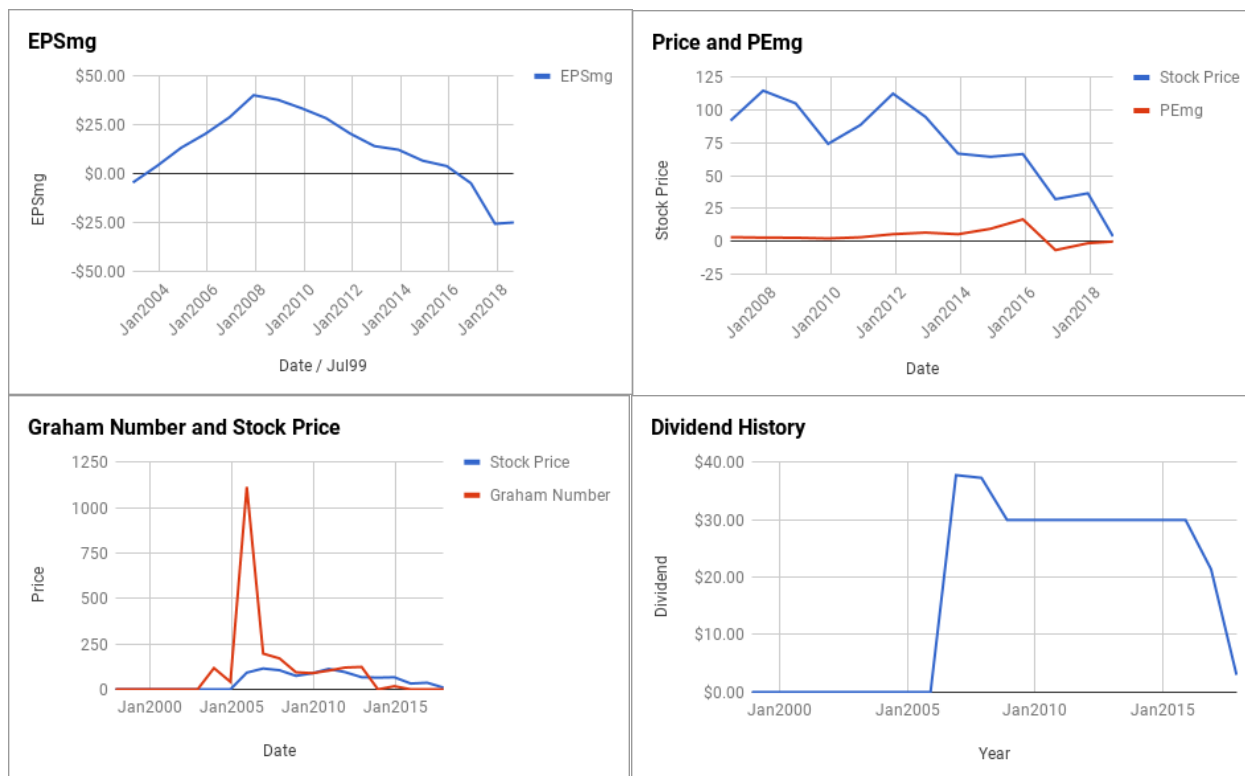 EPSmg
$50.00
$25.00
$0.00
-$25.00
-$50.00
EPSmg
EPSmg
Jan2004
Jan2006
Jan2008
Jan2010
Jan2012
Jan2014
Jan2016
Jan2018
Date / Jul99
Price and PEmg
125
100
75
50
25
0
-25
Stock Price
Stock Price
PEmg
Jan2008
Jan2010
Jan2012
Jan2014
Jan2016
Jan2018
Date
Graham Number and Stock Price
1250
1000
750
500
250
0
Price
Stock Price
Graham Number
Jan2000
Jan2005
Jan2010
Jan2015
Date
Dividend History
$40.00
$30.00
$20.00
$10.00
$0.00
Dividend
Jan2000
Jan2005
Jan2010
Jan2015
Year